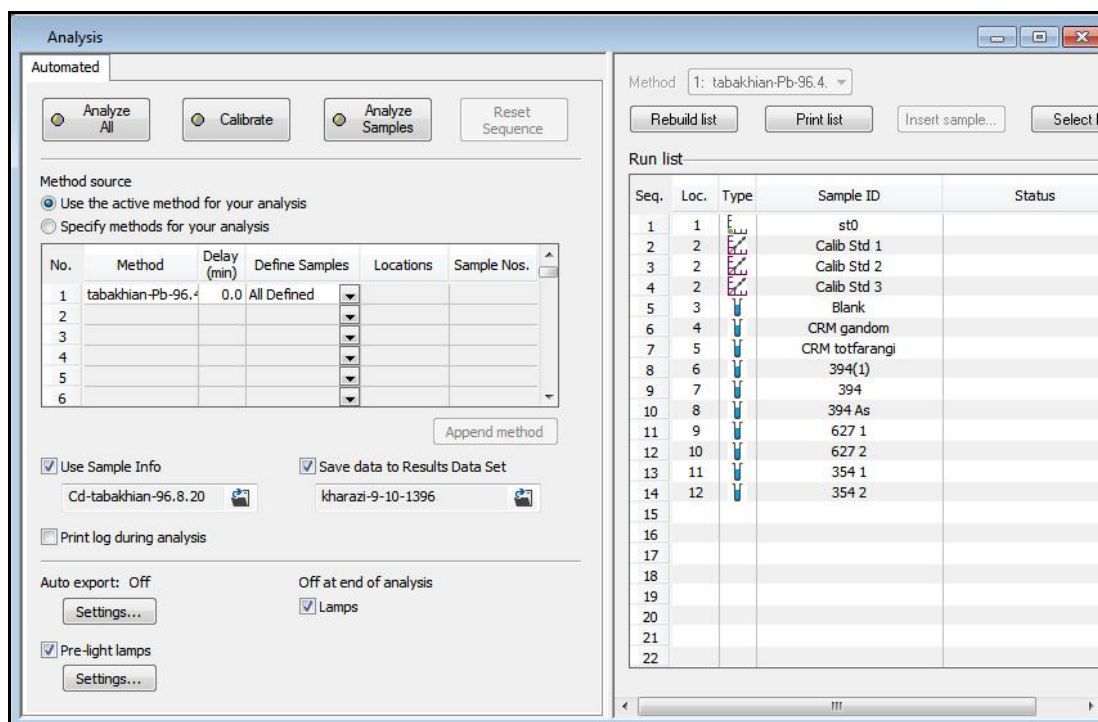 Analysis
Automated
Analyze All
Calibrate
Analyze Samples
Reset Sequence
Method source
Use the active method for your analysis
Specify methods for your analysis
No. Method Delay (min) Define Samples Locations Sample Nos.
1 tabakhian-Pb-96.4 0.0 All Defined
2
3
4
5
6
Append method
Use Sample Info
Save data to Results Data Set
Cd-tabakhian-96.8.20
kharazi-9-10-1396
Print log during analysis
Auto export: Off
Off at end of analysis
Settings...
Lamps
Pre-light lamps
Settings...
Method 1: tabakhian-Pb-96.4.
Rebuild list
Print list
Insert sample...
Select
Run list
Seq. Loc. Type Sample ID Status
1 1 st0
2 2 Calib Std 1
3 2 Calib Std 2
4 2 Calib Std 3
5 3 Blank
6 4 CRM gandom
7 5 CRM totfarangi
8 6 394(1)
9 7 394
10 8 394 As
11 9 627 1
12 10 627 2
13 11 354 1
14 12 354 2
15
16
17
18
19
20
21
22